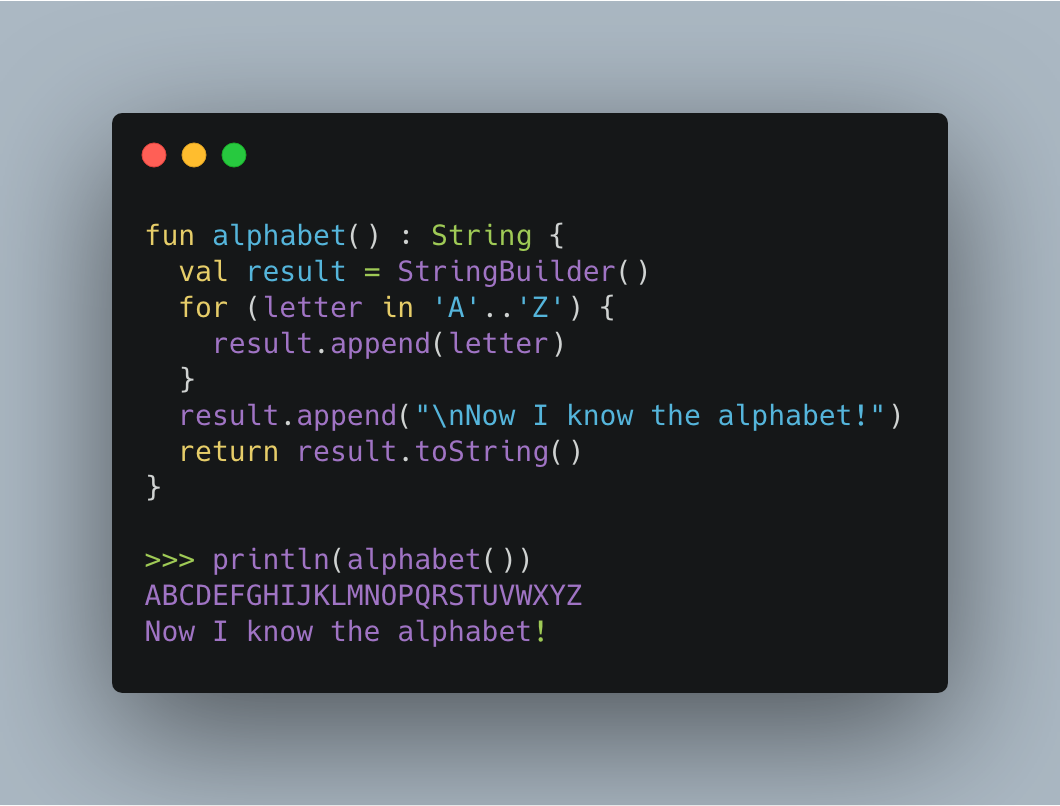 fun alphabet() : String {
  val result = StringBuilder()
  for (letter in 'A'..'Z') {
    result.append(letter)
  }
  result.append("\nNow I know the alphabet!")
  return result.toString()
}

>>> println(alphabet())
ABCDEFGHIJKLMNOPQRSTUVWXYZ
Now I know the alphabet!